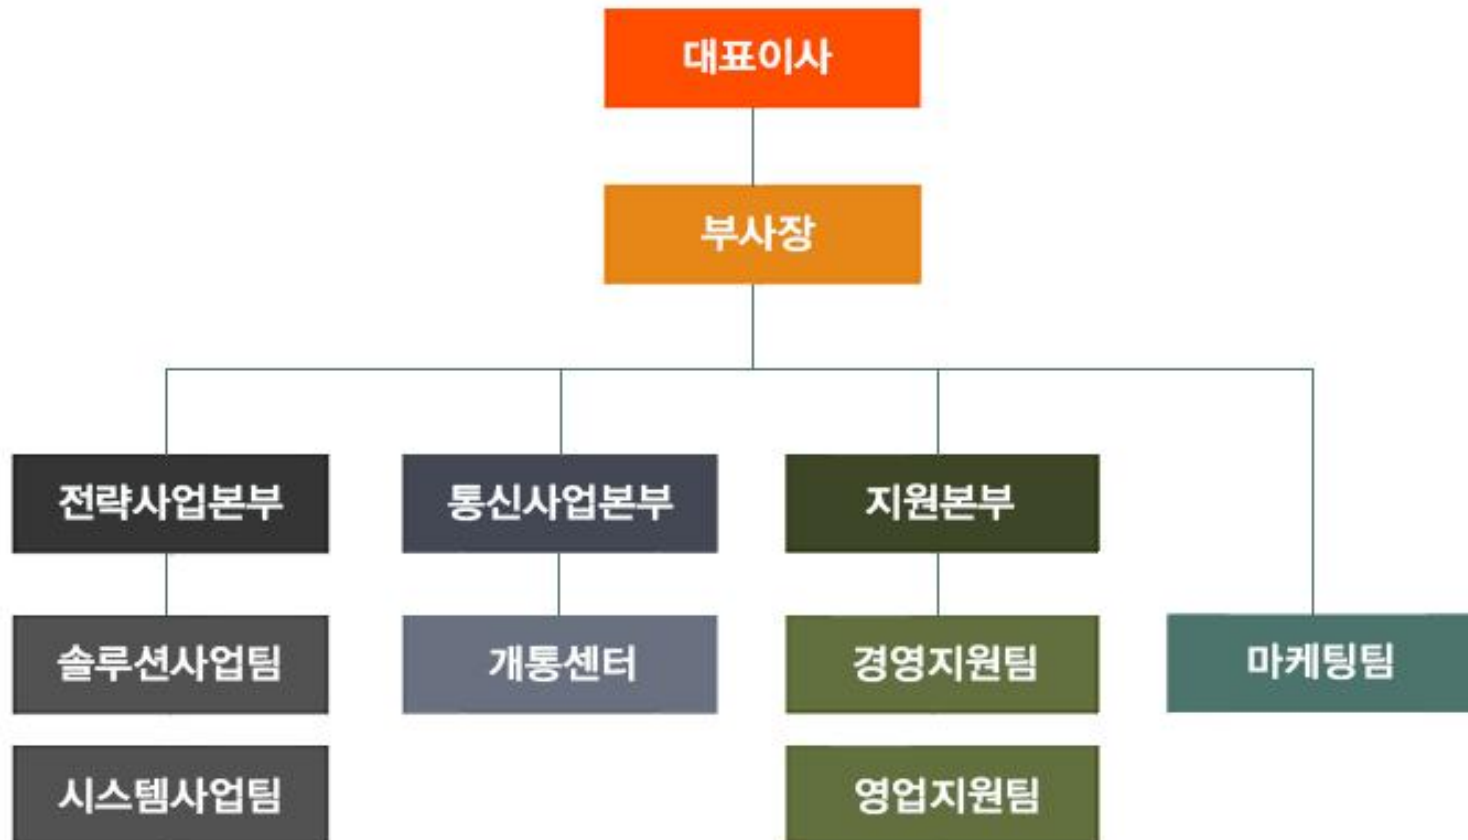 대표이사
부사장
전략사업본부
통신사업본부
지원본부
솔루션사업팀
개통센터
경영지원팀
마케팅팀
시스템사업팀
영업지원팀